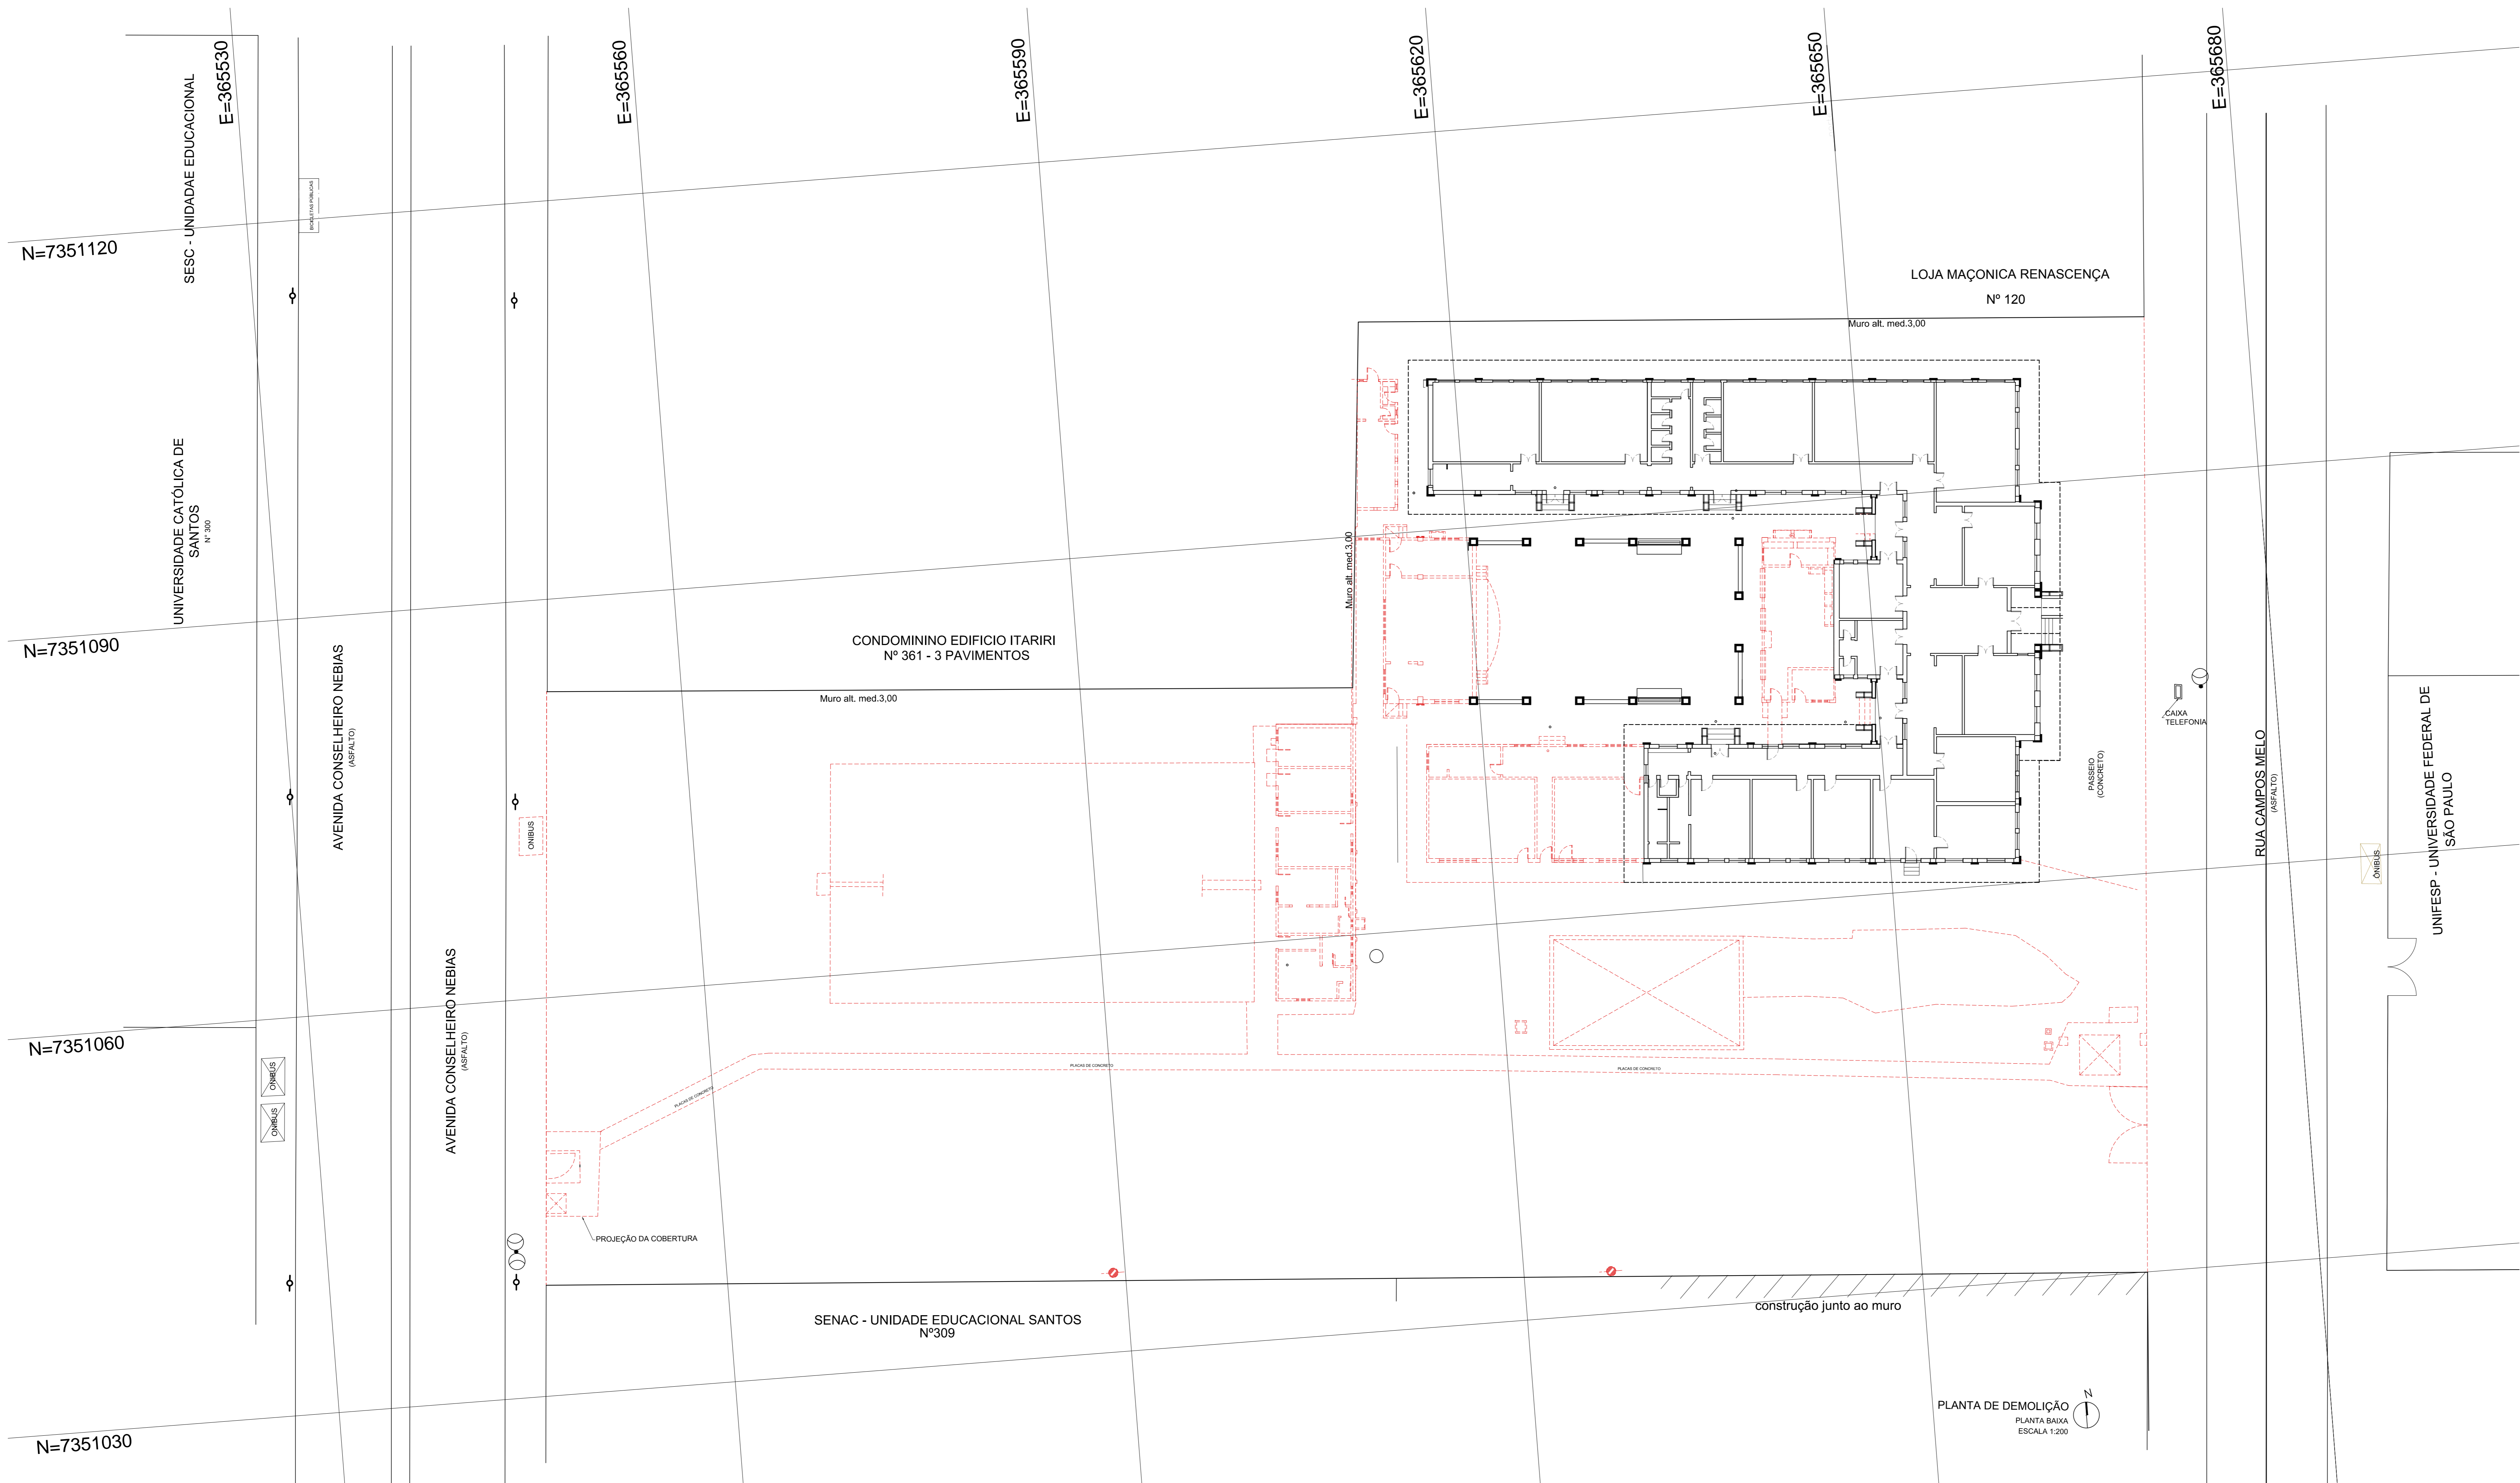 E=365530
E=365560
E=365590
E=365620
E=365650
E=365680
SESC - UNIDADAE EDUCACIONAL
BICICLETAS PÚBLICAS
N=7351120
LOJA MAÇONICA RENASCENÇA
Nº 120
Muro alt. med.3,00
UNIVERSIDADE CATÓLICA DE
SANTOS
N° 300
Muro alt. med.3,00
N=7351090
CONDOMININO EDIFICIO ITARIRI
Nº 361 - 3 PAVIMENTOS
Muro alt. med.3,00
AVENIDA CONSELHEIRO NEBIAS
(ASFALTO)
ONIBUS
CAIXA
TELEFONIA
PASSEIO
(CONCRETO)
RUA CAMPOS MELO
(ASFALTO)
UNIFESP - UNIVERSIDADE FEDERAL DE
SÃO PAULO
ÔNIBUS
AVENIDA CONSELHEIRO NEBIAS
(ASFALTO)
N=7351060
ONIBUS
ONIBUS
PLACAS DE CONCRETO
PLACAS DE CONCRETO
PLACAS DE CONCRETO
PROJEÇÃO DA COBERTURA
SENAC - UNIDADE EDUCACIONAL SANTOS
Nº309
construção junto ao muro
N=7351030
PLANTA DE DEMOLIÇÃO
PLANTA BAIXA
ESCALA 1:200
N